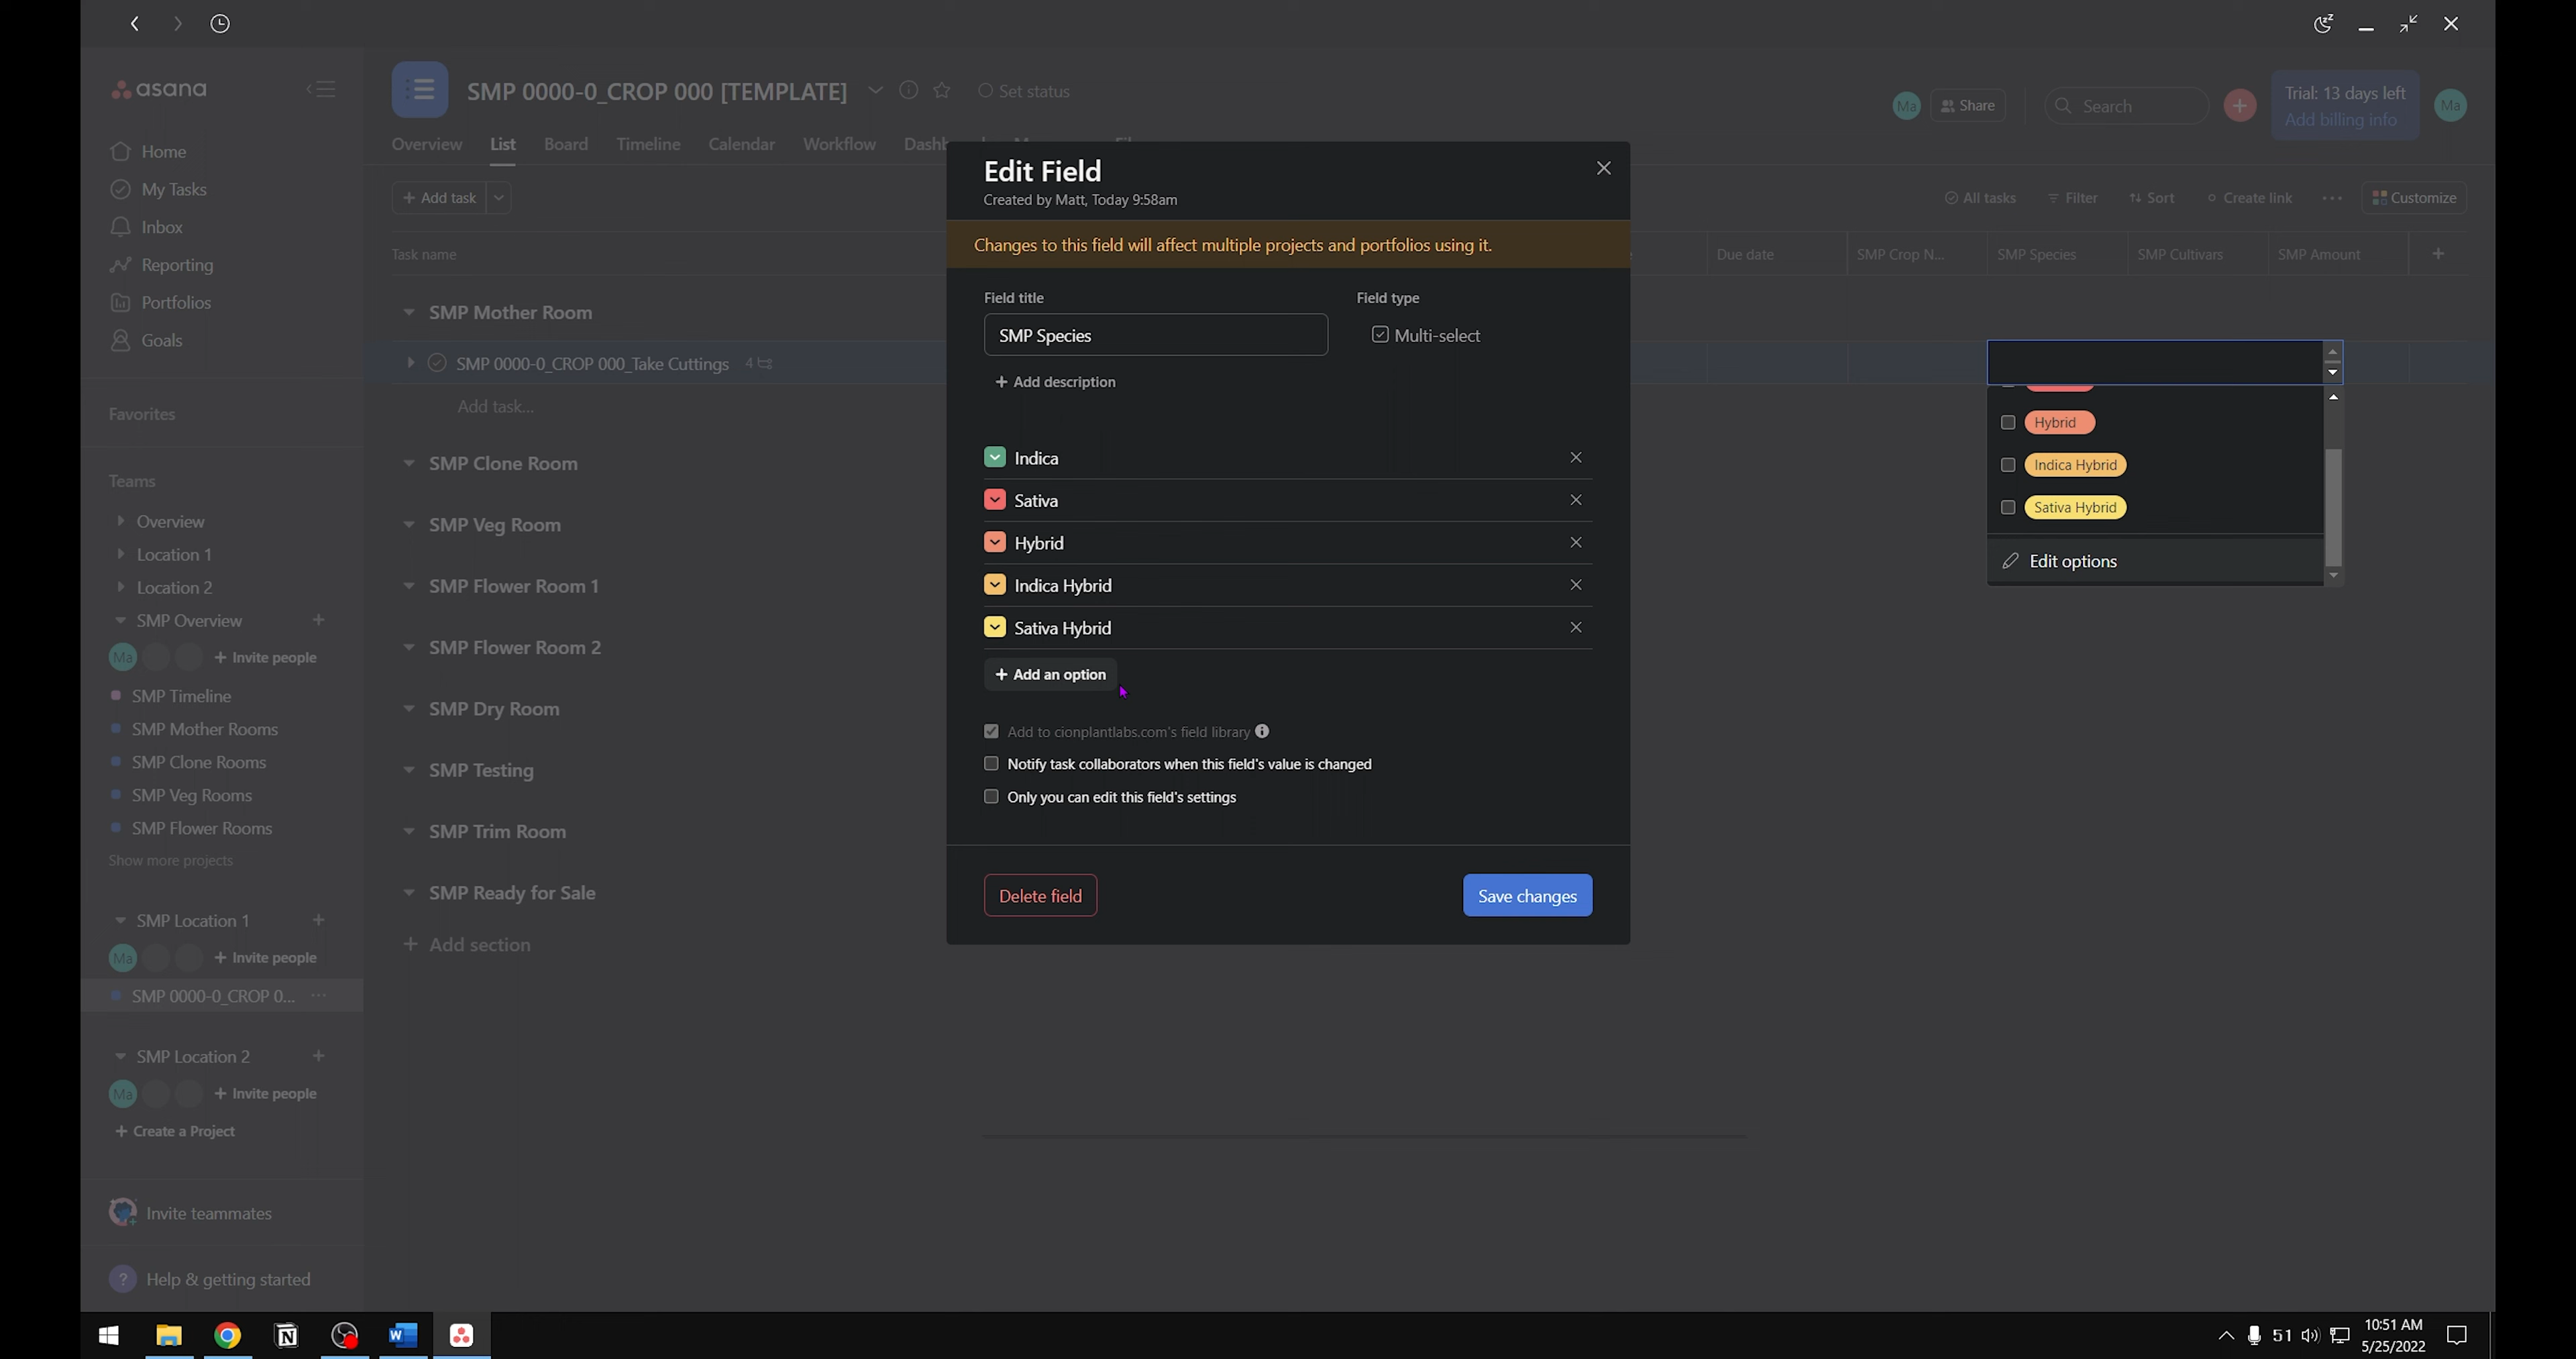 asana
SMP 0000-0_CROP 000 [TEMPLATE]
Set status
Ma
Share
Search
Trial: 13 days left
Add billing info
Ma
Overview
List
Board
Timeline
Calendar
Workflow
Home
My Tasks
Inbox
Reporting
Portfolios
Goals
Favorites
Teams
Overview
Location 1
Location 2
SMP Overview
Ma
+ Invite people
SMP Timeline
SMP Mother Rooms
SMP Clone Rooms
SMP Veg Rooms
SMP Flower Rooms
Show more projects
SMP Location 1
Ma
+ Invite people
SMP 0000-0_CROP 0...
SMP Location 2
Ma
+ Invite people
+ Create a Project
Invite teammates
? Help & getting started
+ Add task
All tasks
Filter
Sort
Create link
Customize
Task name
Due date
SMP Crop N...
SMP Species
SMP Cultivars
SMP Amount
SMP Mother Room
SMP 0000-0_CROP 000_Take Cuttings 4
Add task...
SMP Clone Room
SMP Veg Room
SMP Flower Room 1
SMP Flower Room 2
SMP Dry Room
SMP Testing
SMP Trim Room
SMP Ready for Sale
+ Add section
Edit Field
Created by Matt, Today 9:58am
Changes to this field will affect multiple projects and portfolios using it.
Field title
Field type
SMP Species
Multi-select
+ Add description
Indica
Sativa
Hybrid
Indica Hybrid
Sativa Hybrid
+ Add an option
Add to cionplantlabs.com's field library
Notify task collaborators when this field's value is changed
Only you can edit this field's settings
Delete field
Save changes
Hybrid
Indica Hybrid
Sativa Hybrid
Edit options
51
10:51 AM
5/25/2022